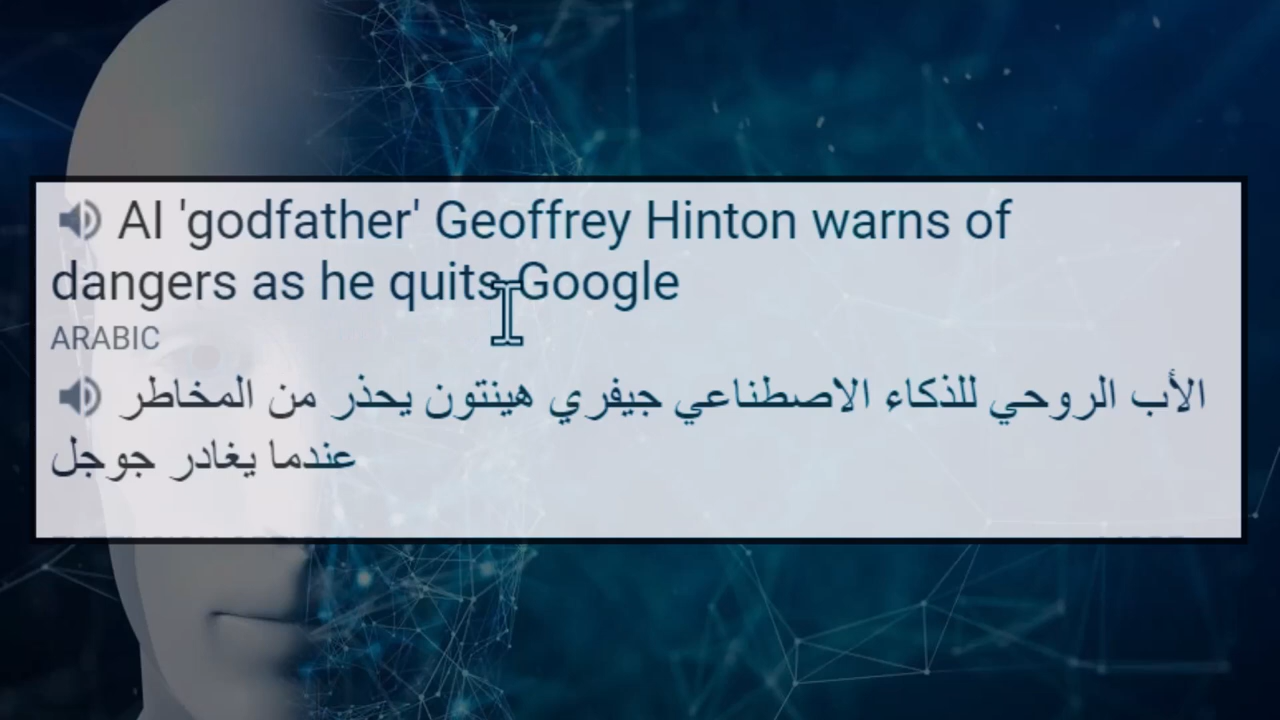 AI 'godfather' Geoffrey Hinton warns of
dangers as he quits Google
ARABIC
الأب الروحي للذكاء الاصطناعي جيفري هينتون يحذر من المخاطر
عندما يغادر جوجل